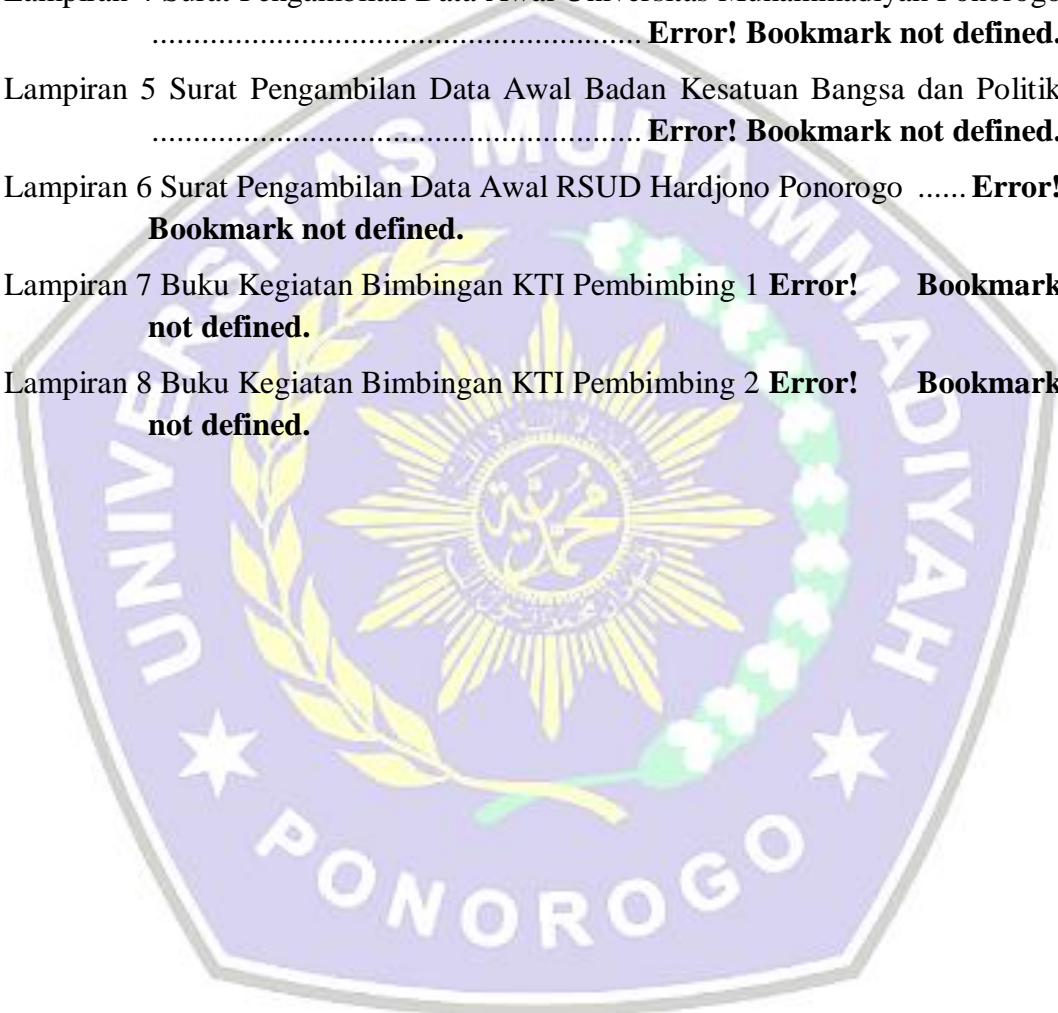 Lampiran 4 Surat Pengambilan Data Awal Universitas Muhammadiyah Ponorogo
.................................................... Error! Bookmark not defined.
Lampiran 5 Surat Pengambilan Data Awal Badan Kesatuan Bangsa dan Politik
.................................................... Error! Bookmark not defined.
Lampiran 6 Surat Pengambilan Data Awal RSUD Hardjono Ponorogo ...... Error!
Bookmark not defined.
Lampiran 7 Buku Kegiatan Bimbingan KTI Pembimbing 1 Error! Bookmark
not defined.
Lampiran 8 Buku Kegiatan Bimbingan KTI Pembimbing 2 Error! Bookmark
not defined.
UNIVERSITAS MUHAMMADIYAH
PONOROGO